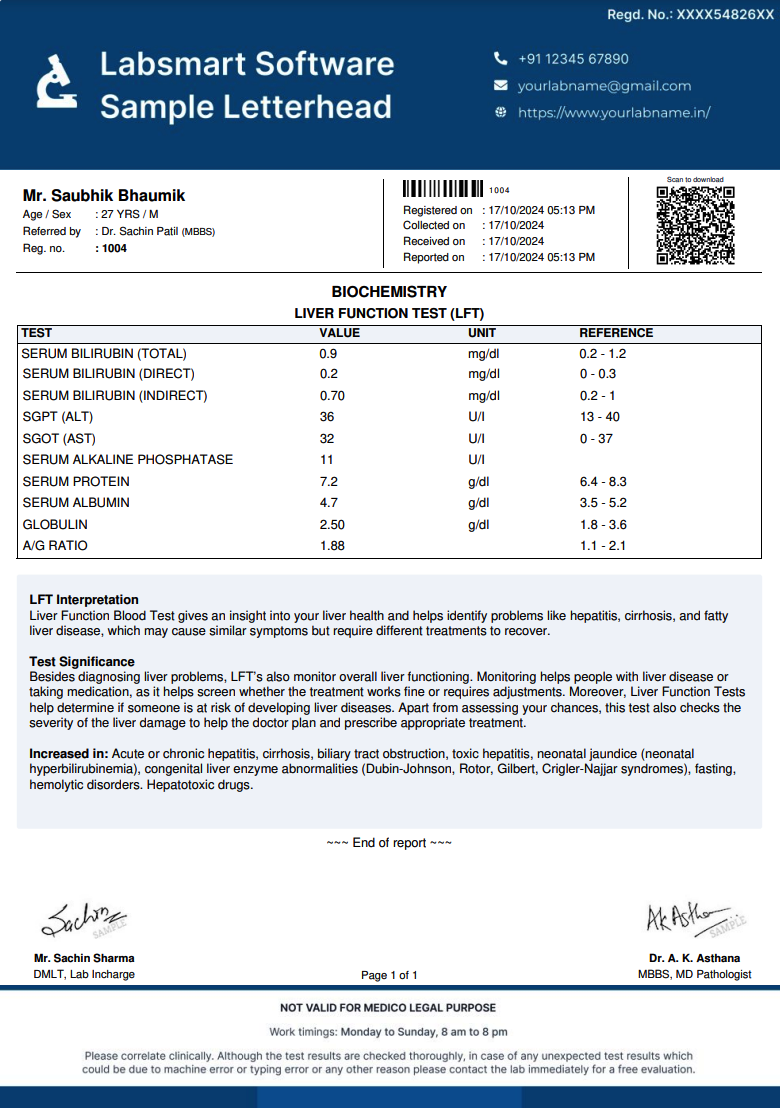 Regd. No.: XXXX54826XX
Labsmart Software
Sample Letterhead
+91 12345 67890
yourlabname@gmail.com
https://www.yourlabname.in/
Mr. Saubhik Bhaumik
Age / Sex : 27 YRS / M
Referred by : Dr. Sachin Patil (MBBS)
Reg. no. : 1004
1004
Registered on : 17/10/2024 05:13 PM
Collected on : 17/10/2024
Received on : 17/10/2024
Reported on : 17/10/2024 05:13 PM
Scan to download
BIOCHEMISTRY
LIVER FUNCTION TEST (LFT)
TEST VALUE UNIT REFERENCE
SERUM BILIRUBIN (TOTAL) 0.9 mg/dl 0.2 - 1.2
SERUM BILIRUBIN (DIRECT) 0.2 mg/dl 0 - 0.3
SERUM BILIRUBIN (INDIRECT) 0.70 mg/dl 0.2 - 1
SGPT (ALT) 36 U/l 13 - 40
SGOT (AST) 32 U/l 0 - 37
SERUM ALKALINE PHOSPHATASE 11 U/l
SERUM PROTEIN 7.2 g/dl 6.4 - 8.3
SERUM ALBUMIN 4.7 g/dl 3.5 - 5.2
GLOBULIN 2.50 g/dl 1.8 - 3.6
A/G RATIO 1.88 1.1 - 2.1
LFT Interpretation
Liver Function Blood Test gives an insight into your liver health and helps identify problems like hepatitis, cirrhosis, and fatty
liver disease, which may cause similar symptoms but require different treatments to recover.
Test Significance
Besides diagnosing liver problems, LFT's also monitor overall liver functioning. Monitoring helps people with liver disease or
taking medication, as it helps screen whether the treatment works fine or requires adjustments. Moreover, Liver Function Tests
help determine if someone is at risk of developing liver diseases. Apart from assessing your chances, this test also checks the
severity of the liver damage to help the doctor plan and prescribe appropriate treatment.
Increased in: Acute or chronic hepatitis, cirrhosis, biliary tract obstruction, toxic hepatitis, neonatal jaundice (neonatal
hyperbilirubinemia), congenital liver enzyme abnormalities (Dubin-Johnson, Rotor, Gilbert, Crigler-Najjar syndromes), fasting,
hemolytic disorders. Hepatotoxic drugs.
~~~ End of report ~~~
Sachin
SAMPLE
Ak Asthana
SAMPLE
Mr. Sachin Sharma
DMLT, Lab Incharge
Page 1 of 1
Dr. A. K. Asthana
MBBS, MD Pathologist
NOT VALID FOR MEDICO LEGAL PURPOSE
Work timings: Monday to Sunday, 8 am to 8 pm
Please correlate clinically. Although the test results are checked thoroughly, in case of any unexpected test results which
could be due to machine error or typing error or any other reason please contact the lab immediately for a free evaluation.